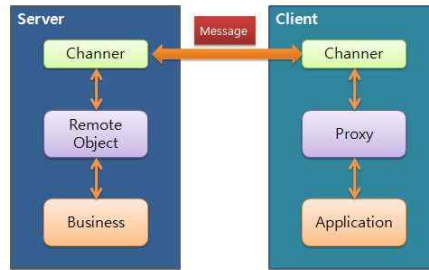 Server
Channer
Remote
Object
Business
Message
Client
Channer
Proxy
Application